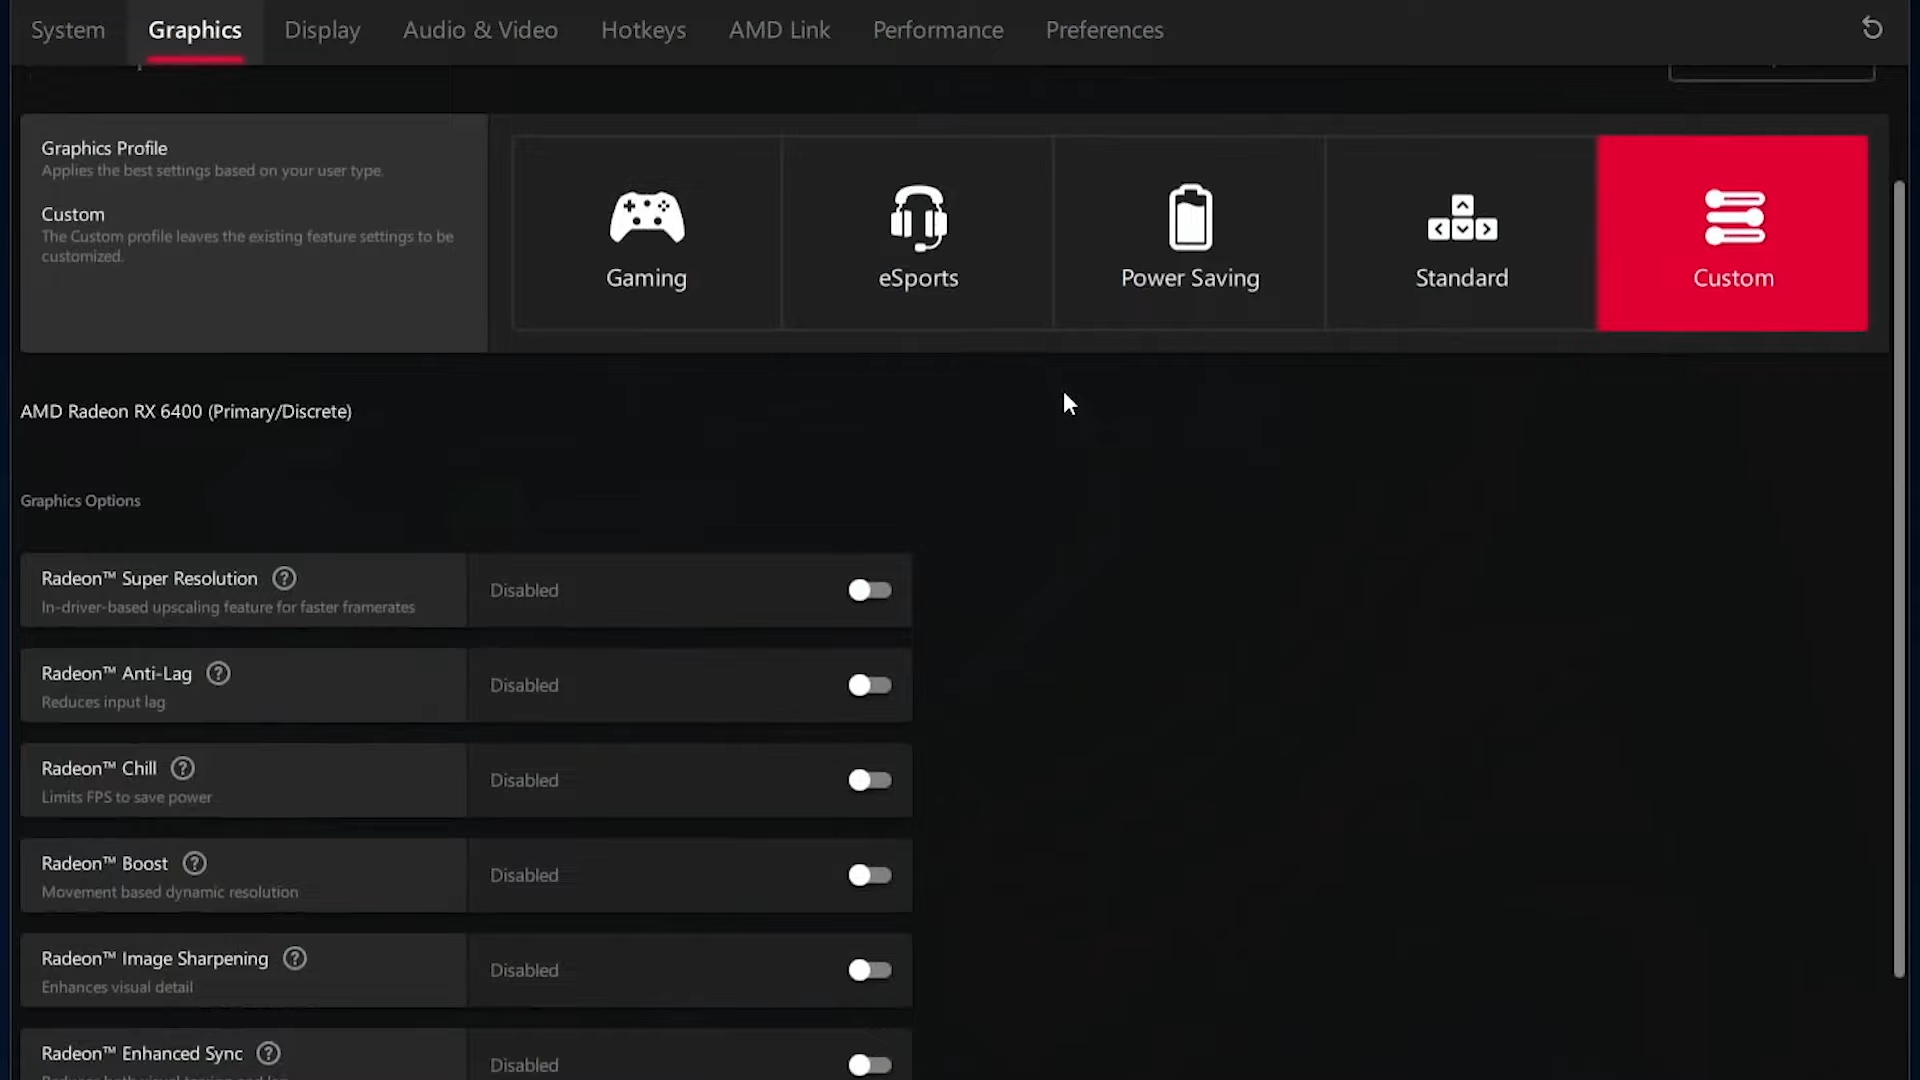 System Graphics Display Audio & Video Hotkeys AMD Link Performance Preferences
Graphics Profile
Applies the best settings based on your user type.
Custom
The Custom profile leaves the existing feature settings to be
customized.
Gaming
eSports
Power Saving
Standard
Custom
AMD Radeon RX 6400 (Primary/Discrete)
Graphics Options
Radeon™ Super Resolution ?
In-driver-based upscaling feature for faster framerates
Disabled
Radeon™ Anti-Lag ?
Reduces input lag
Disabled
Radeon™ Chill ?
Limits FPS to save power
Disabled
Radeon™ Boost ?
Movement based dynamic resolution
Disabled
Radeon™ Image Sharpening ?
Enhances visual detail
Disabled
Radeon™ Enhanced Sync ?
Disabled